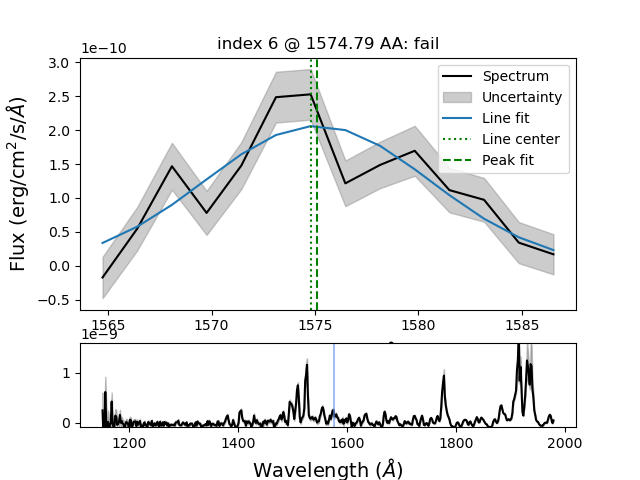 index 6 @ 1574.79 AA: fail
1e−10
3.0
2.5
2.0
1.5
1.0
0.5
0.0
−0.5
Flux (erg/cm²/s/Å)
Spectrum
Uncertainty
Line fit
Line center
Peak fit
1565 1570 1575 1580 1585
1e−9
1
0
1200 1400 1600 1800 2000
Wavelength (Å)